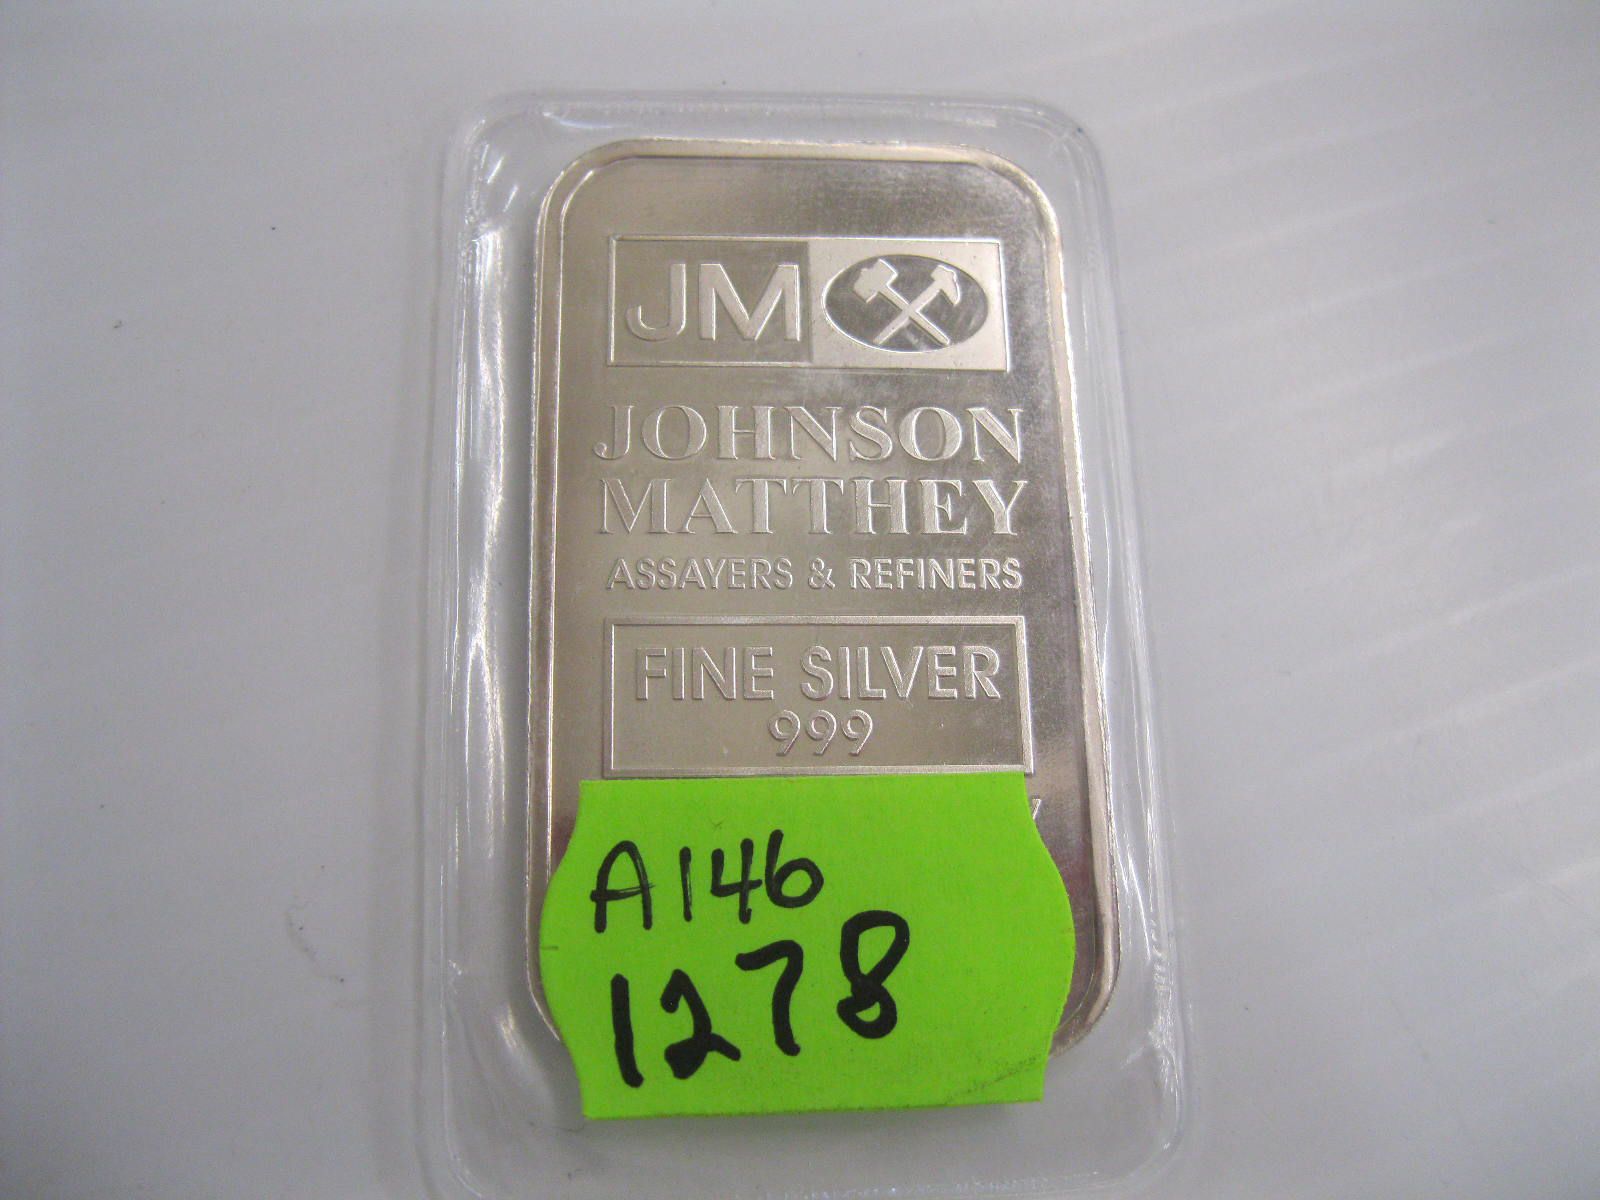 JM
JOHNSON
MATTHEY
ASSAYERS & REFINERS
FINE SILVER
999
A146
1278